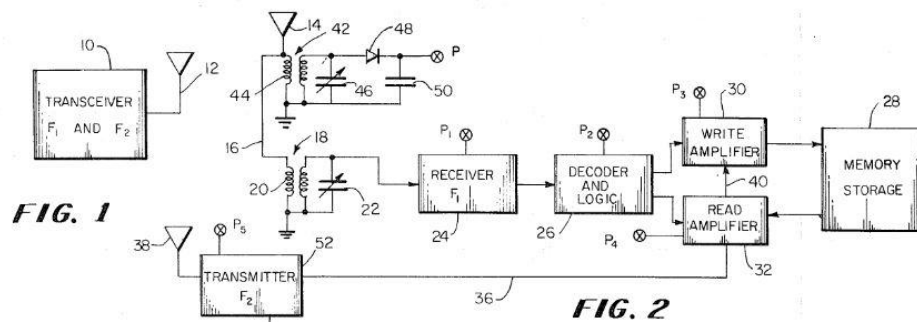 10
TRANSCEIVER
F₁ AND F₂
12
FIG. 1
14
42
48
P
44
46
50
16
18
20
22
P₁
RECEIVER
F₁
24
P₂
DECODER
AND
LOGIC
26
P₃
30
WRITE
AMPLIFIER
40
P₄
READ
AMPLIFIER
32
28
MEMORY
STORAGE
38
P₅
52
TRANSMITTER
F₂
36
FIG. 2